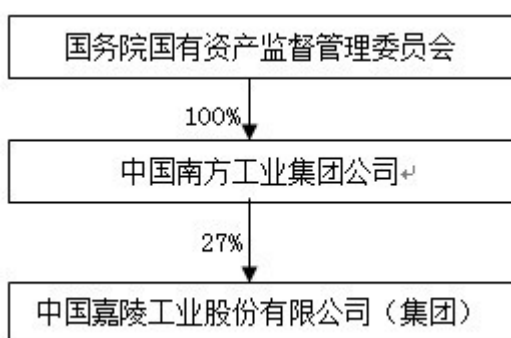 国务院国有资产监督管理委员会
100%
中国南方工业集团公司↵
27%
中国嘉陵工业股份有限公司（集团）